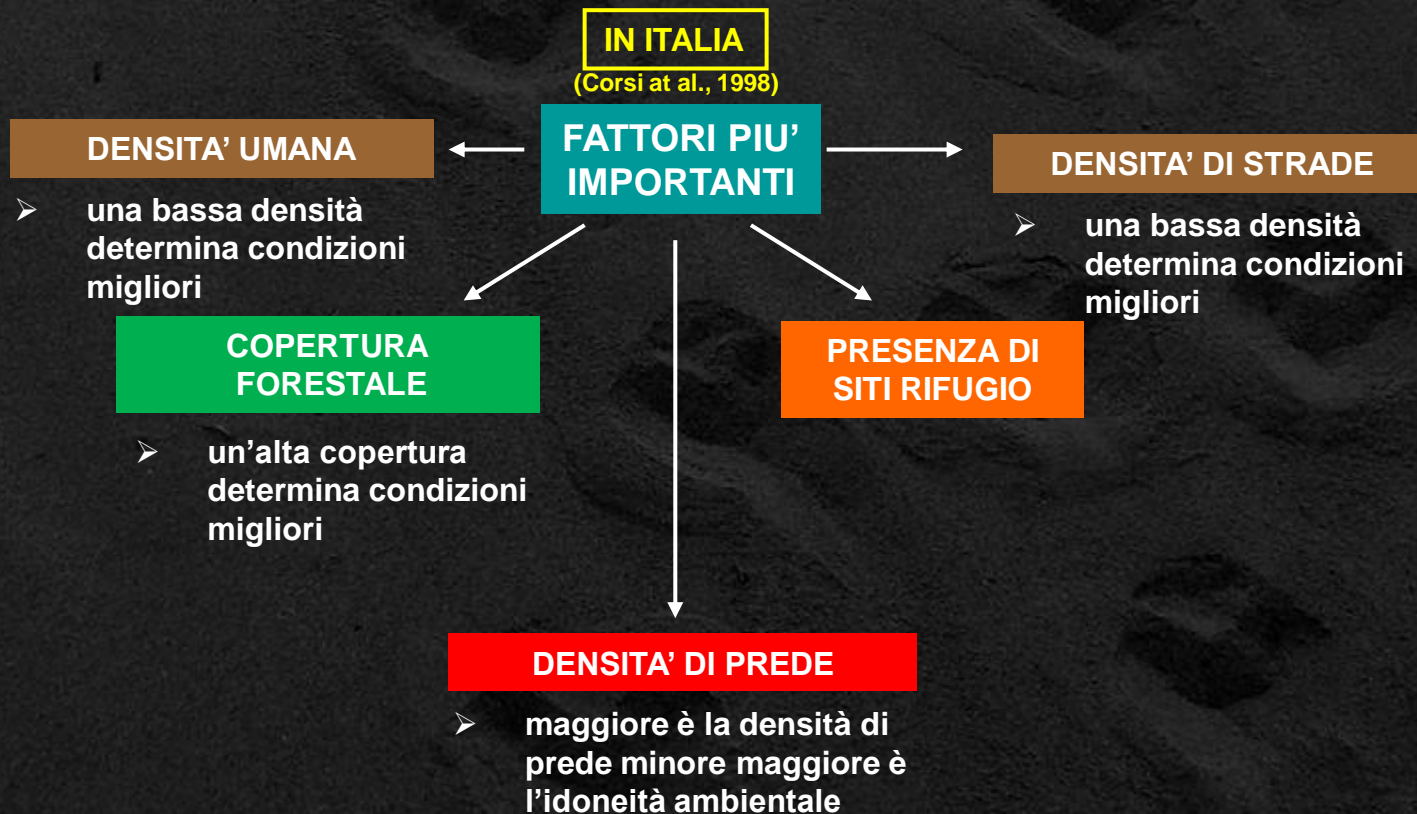 IN ITALIA
(Corsi at al., 1998)
FATTORI PIU'
IMPORTANTI
DENSITA' UMANA
➢ una bassa densità
determina condizioni
migliori
DENSITA' DI STRADE
➢ una bassa densità
determina condizioni
migliori
COPERTURA
FORESTALE
➢ un'alta copertura
determina condizioni
migliori
PRESENZA DI
SITI RIFUGIO
DENSITA' DI PREDE
➢ maggiore è la densità di
prede minore maggiore è
l'idoneità ambientale